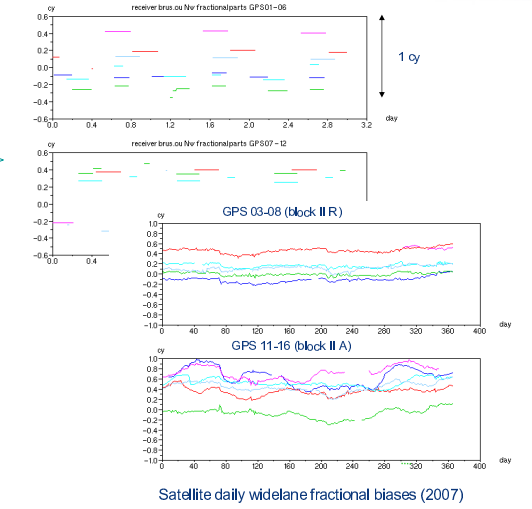 cy receiver brus.ou Nw fractionalparts GPS01-06
0.6
0.4
0.2
0.0
-0.2
-0.4
-0.6
0.0 0.4 0.8 1.2 1.6 2.0 2.4 2.8 3.2
day
1 cy
cy receiver brus.ou Nw fractionalparts GPS07-12
0.6
0.4
0.2
0.0
-0.2
-0.4
-0.6
0.0 0.4
GPS 03-08 (block II R)
cy
1.0
0.8
0.6
0.4
0.2
0.0
-0.2
-0.4
-0.6
-0.8
-1.0
0 40 80 120 160 200 240 280 320 360 400
day
GPS 11-16 (block II A)
cy
1.0
0.8
0.6
0.4
0.2
0.0
-0.2
-0.4
-0.6
-0.8
-1.0
0 40 80 120 160 200 240 280 320 360 400
day
Satellite daily widelane fractional biases (2007)